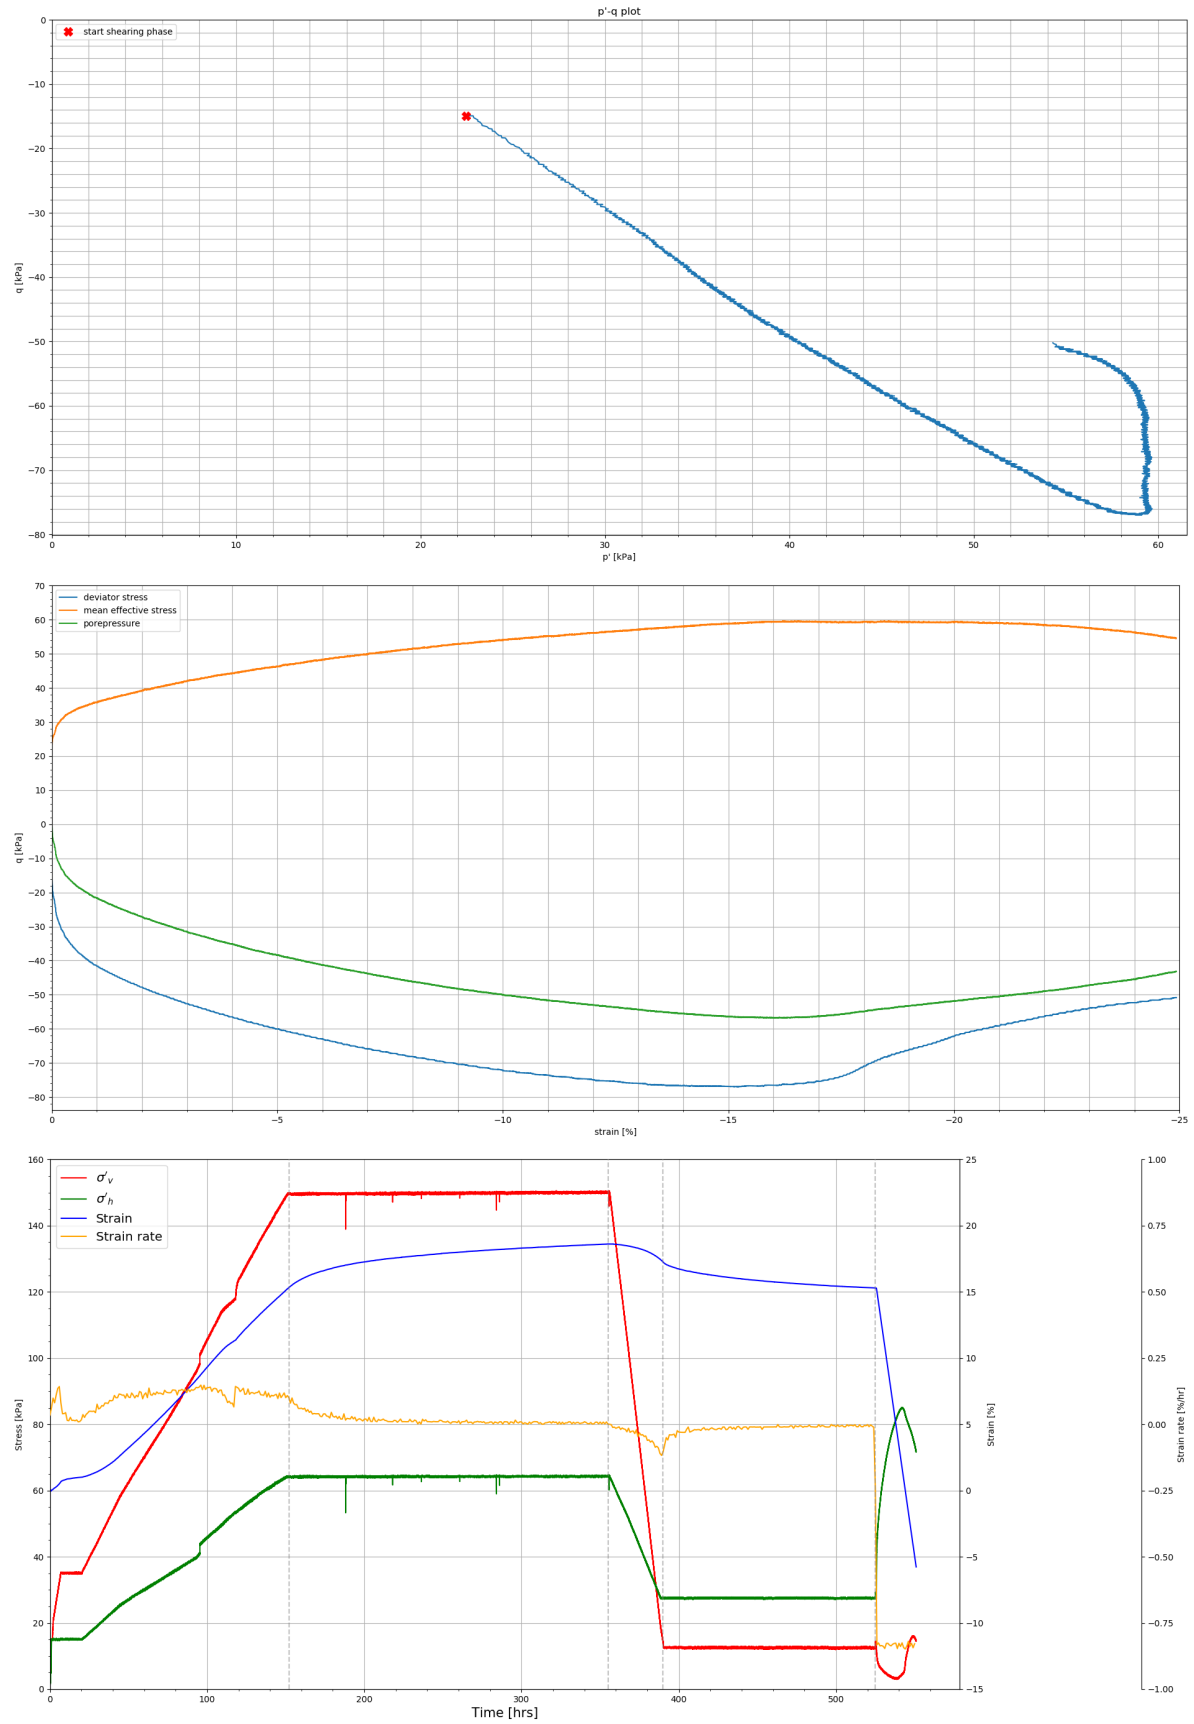 p'-q plot
start shearing phase
0
−10
−20
−30
−40
−50
−60
−70
−80
q [kPa]
0 10 20 30 40 50 60
p' [kPa]
deviator stress
mean effective stress
porepressure
70
60
50
40
30
20
10
0
−10
−20
−30
−40
−50
−60
−70
−80
q [kPa]
0 −5 −10 −15 −20 −25
strain [%]
σ'v
σ'h
Strain
Strain rate
160
140
120
100
80
60
40
20
0
Stress [kPa]
0 100 200 300 400 500
Time [hrs]
25
20
15
10
5
0
−5
−10
−15
Strain [%]
1.00
0.75
0.50
0.25
0.00
−0.25
−0.50
−0.75
−1.00
Strain rate [%/hr]